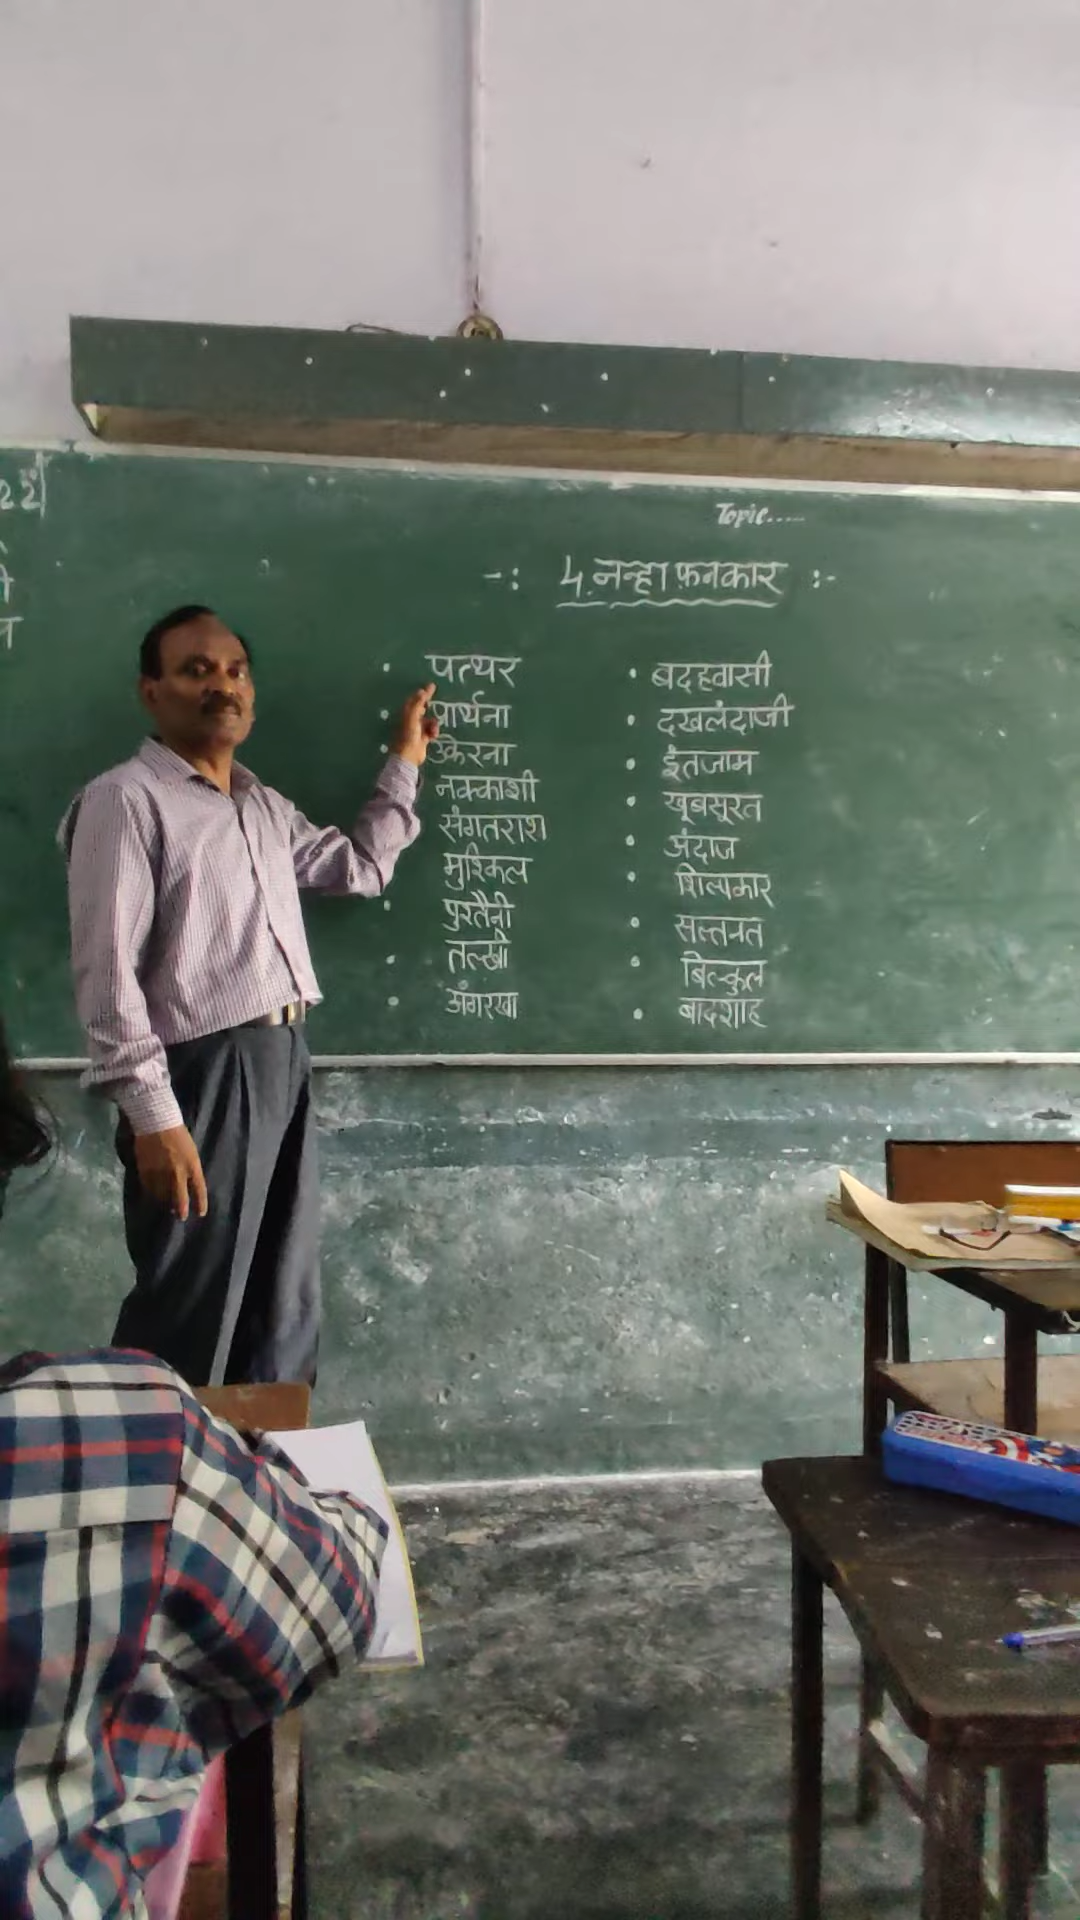 Topic.....
-: 4. नन्हा फ़नकार :-
• पत्थर
• प्रार्थना
• उकेरना
नक्काशी
संगतराश
मुश्किल
• पुश्तैनी
• तल्खी
• अंगरखा
• बदहवासी
• दखलंदाजी
• इंतजाम
• खूबसूरत
• अंदाज
• शिल्पकार
• सल्तनत
• बिल्कुल
• बादशाह